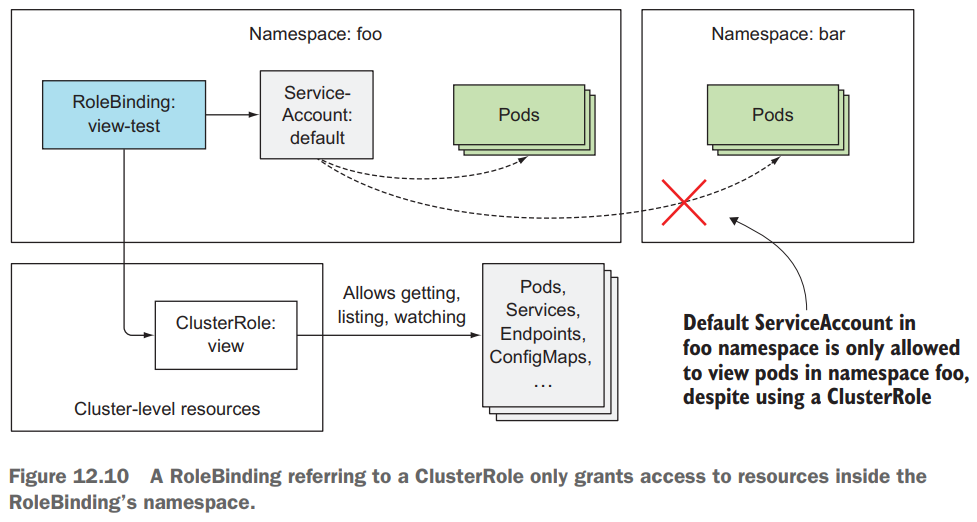 Namespace: foo
Namespace: bar
RoleBinding:
view-test
Service-
Account:
default
Pods
Pods
ClusterRole:
view
Cluster-level resources
Allows getting,
listing, watching
Pods,
Services,
Endpoints,
ConfigMaps,
…
Default ServiceAccount in
foo namespace is only allowed
to view pods in namespace foo,
despite using a ClusterRole
Figure 12.10 A RoleBinding referring to a ClusterRole only grants access to resources inside the
RoleBinding’s namespace.